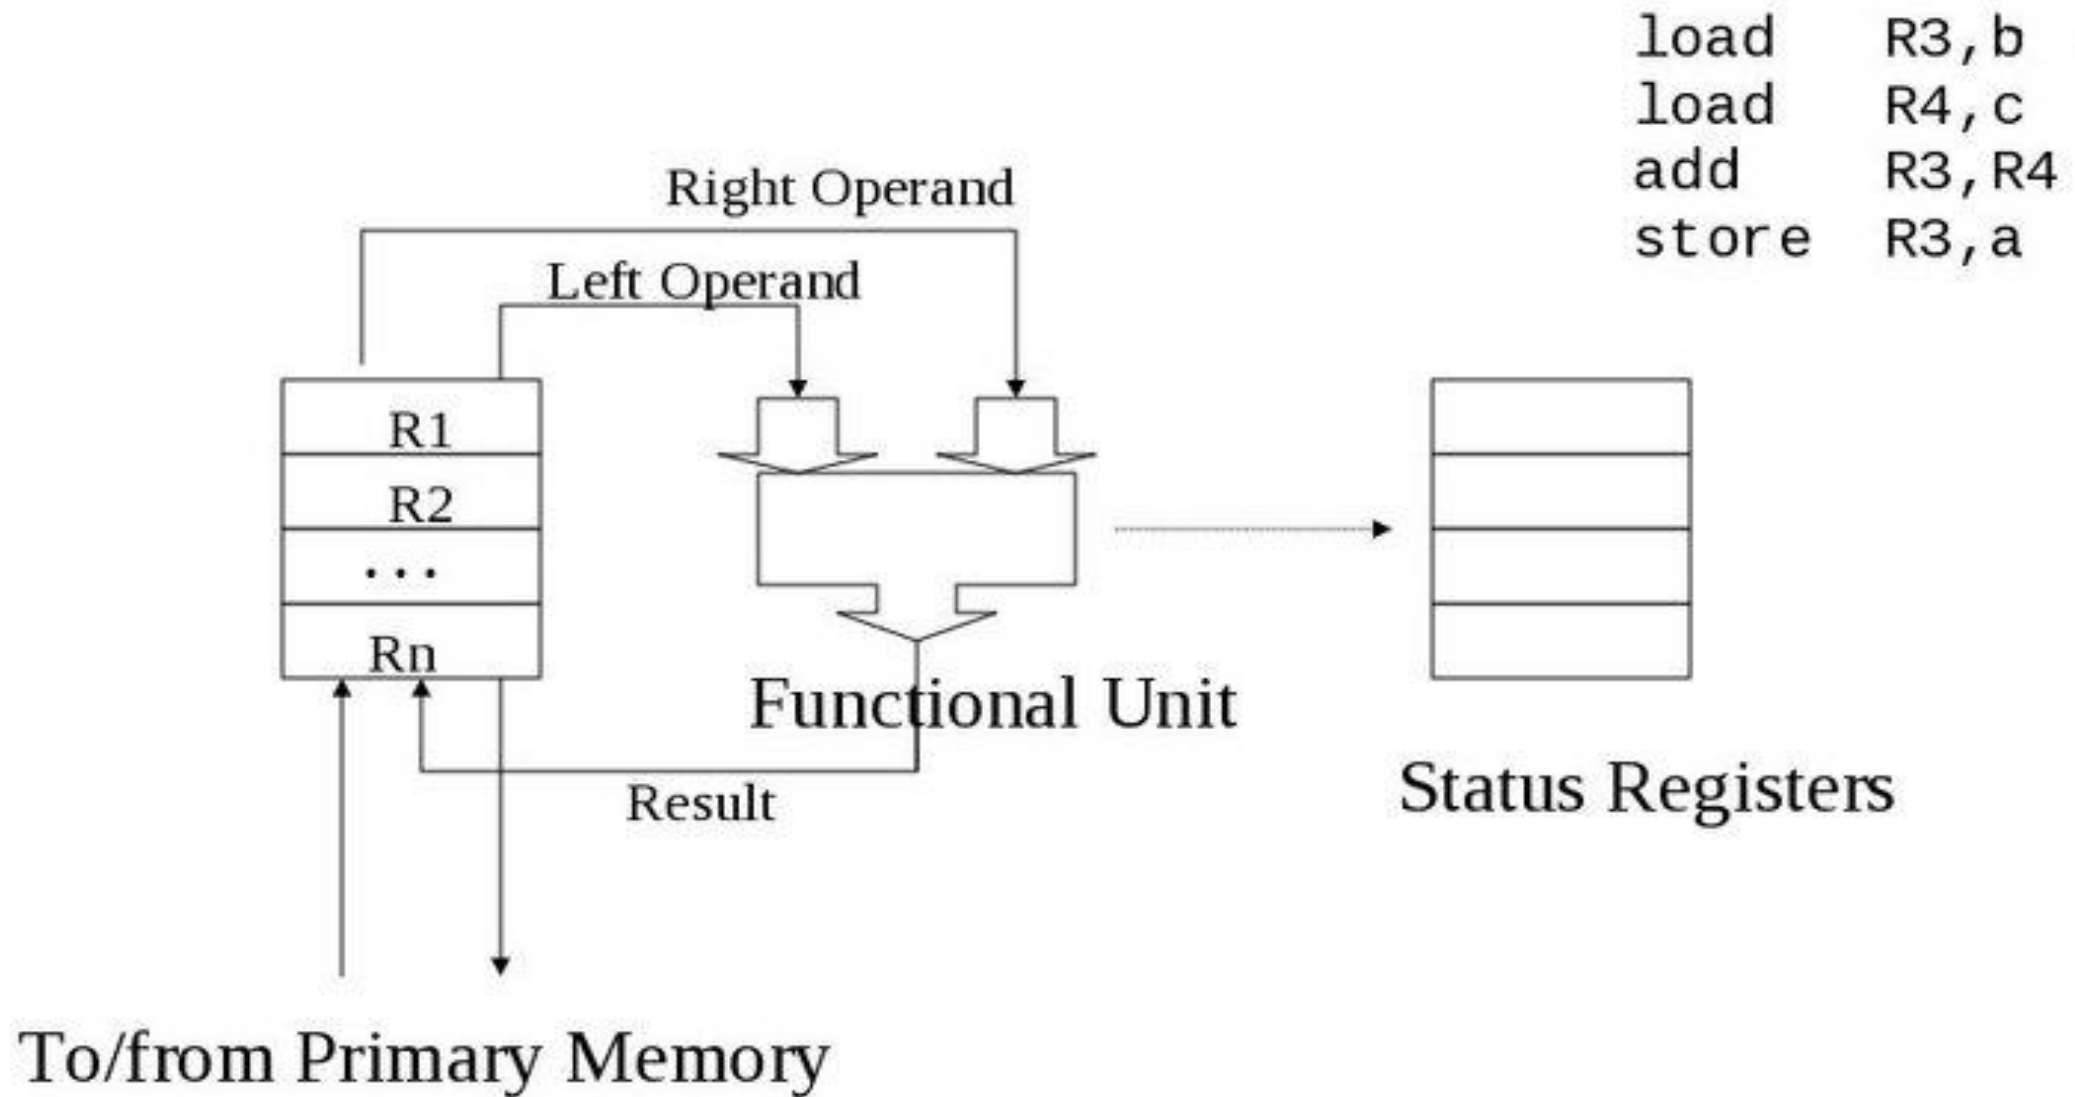 load R3,b
load R4,c
add R3,R4
store R3,a
Right Operand
Left Operand
R1
R2
...
Rn
Functional Unit
Result
Status Registers
To/from Primary Memory